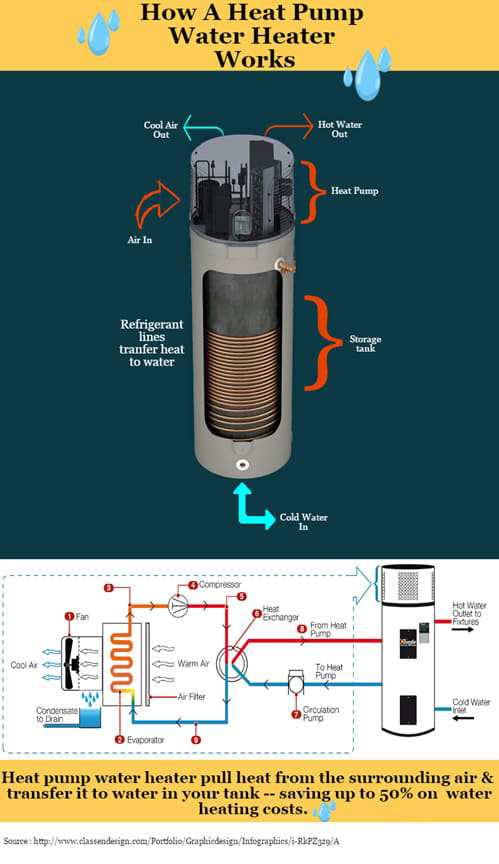 How A Heat Pump
Water Heater
Works
Cool Air
Out
Hot Water
Out
Heat Pump
Air In
Refrigerant
lines
tranfer heat
to water
Storage
tank
Cold Water
In
4 Compressor
3
5
6
Heat
Exchanger
1 Fan
8 From Heat
Pump
Hot Water
Outlet to
Fixtures
Cool Air
Warm Air
To Heat
Pump
Air Filter
Condensate
to Drain
7
Circulation
Pump
Cold Water
Inlet
2 Evaporator
9
Heat pump water heater pull heat from the surrounding air &
transfer it to water in your tank -- saving up to 50% on water
heating costs.
Source : http://www.classendesign.com/Portfolio/Graphicdesign/Infographics/i-RkPZ329/A